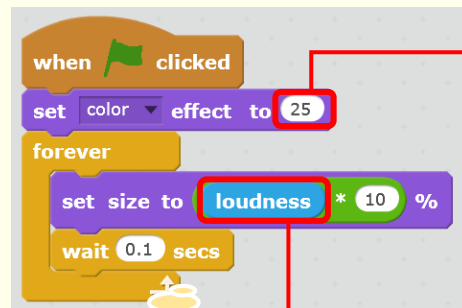 when clicked
set color effect to 25
forever
set size to loudness * 10 %
wait 0.1 secs